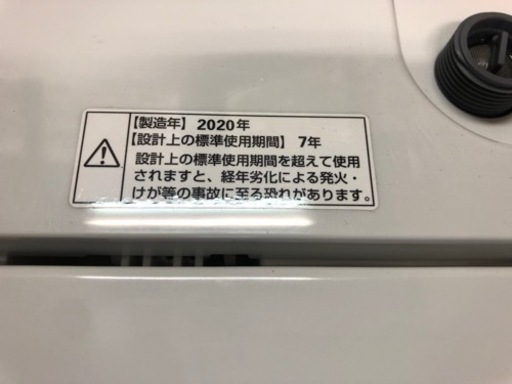 【製造年】 2020年
【設計上の標準使用期間】 7年
設計上の標準使用期間を超えて使用
されますと、経年劣化による発火・
けが等の事故に至る恐れがあります。